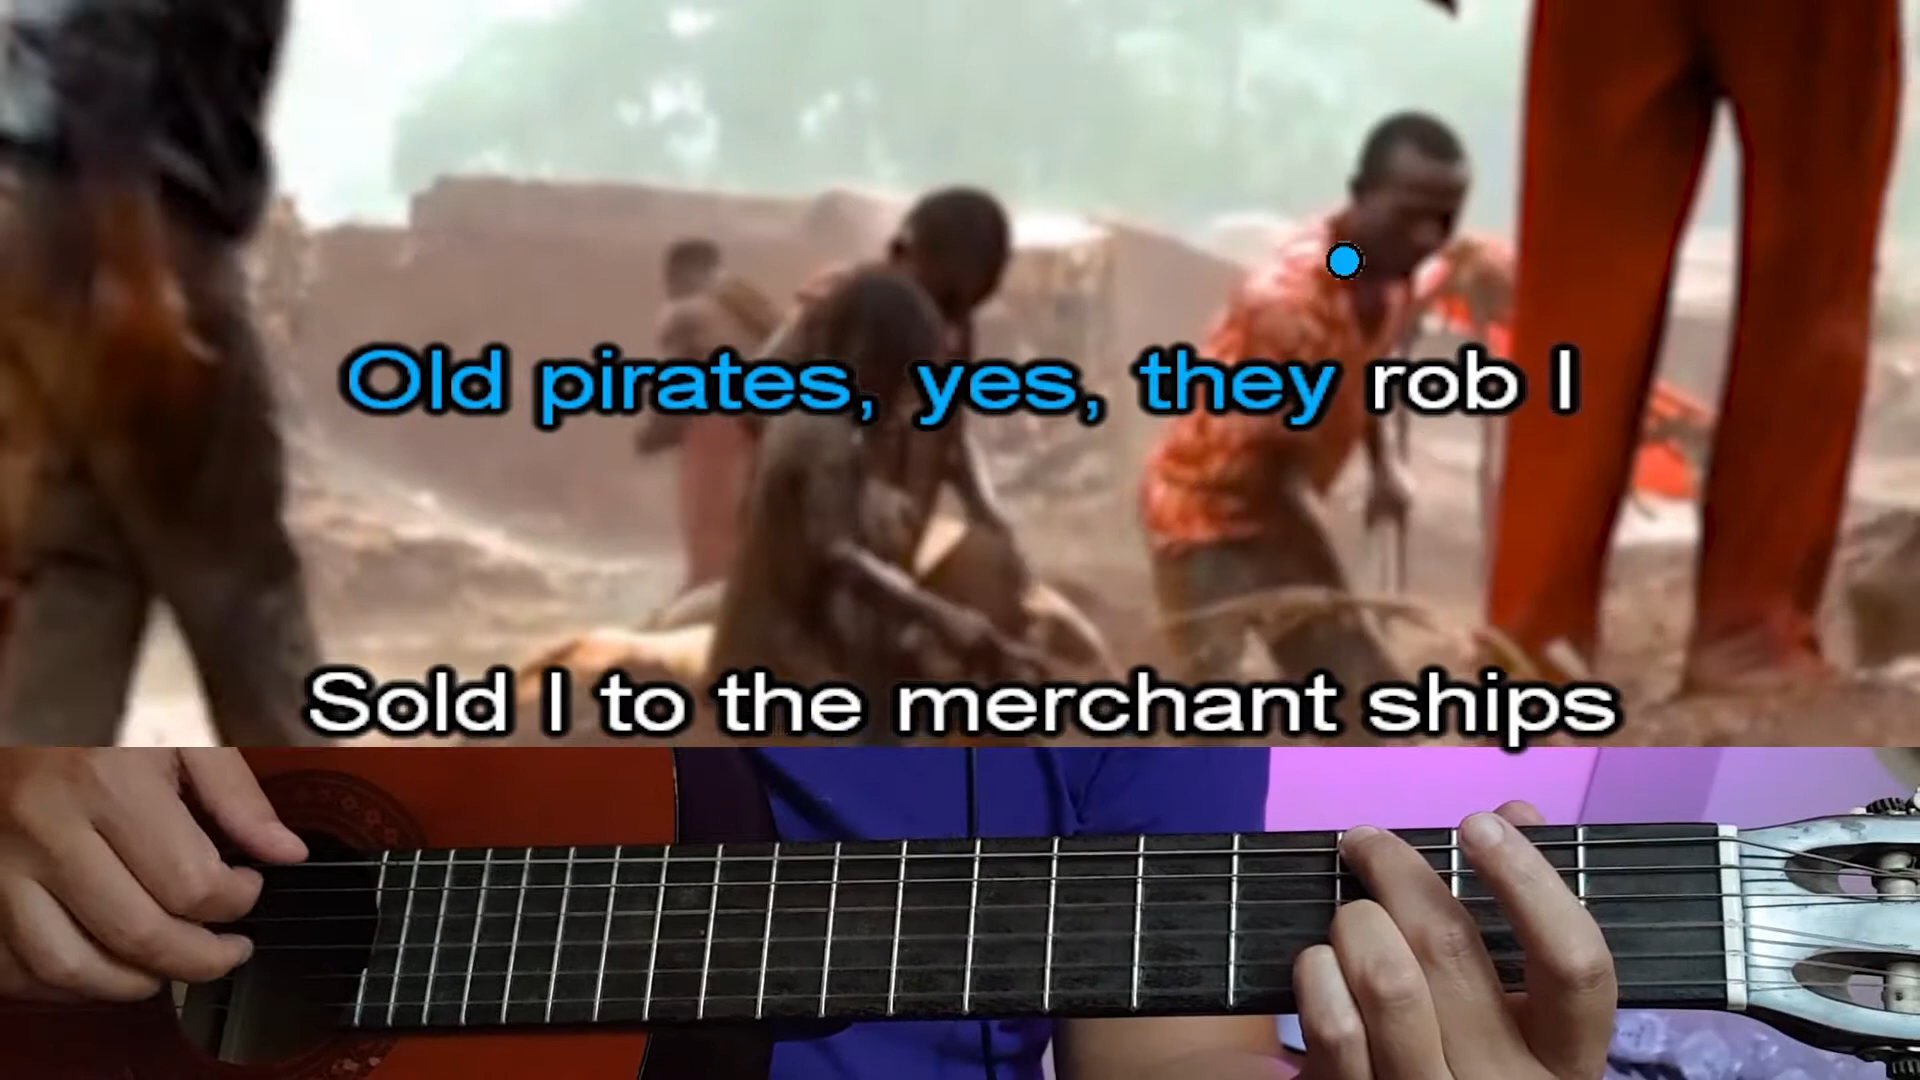 Old pirates, yes, they rob I
Sold I to the merchant ships